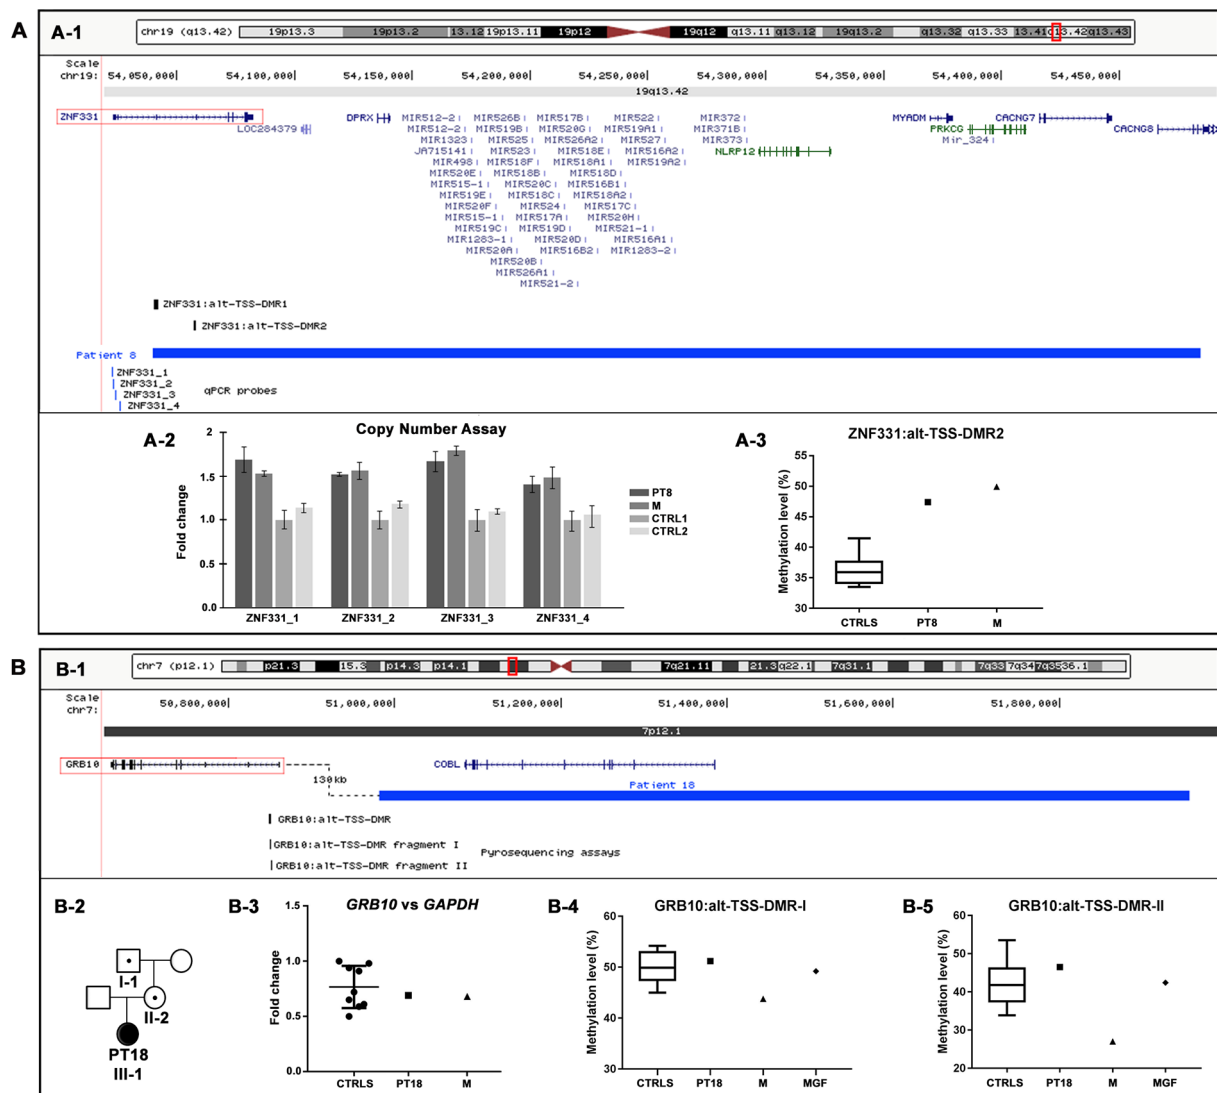 A
A-1
chr19 (q13.42)
19p13.3
19p13.2
13.12
19p13.11
19p12
19q12
q13.11
q13.12
19q13.2
q13.32
q13.33
13.41
q13.42
q13.43
Scale
chr19:
54,050,000
54,100,000
54,150,000
54,200,000
54,250,000
54,300,000
54,350,000
54,400,000
54,450,000
19q13.42
ZNF331
DPRX
MIR512-2
MIR526B
MIR517B
MIR522
MIR372
MYADM
CACNG7
LOC284379
MIR512-2
MIR519B
MIR520G
MIR519A1
MIR371B
PRKCG
CACNG8
MIR1323
MIR525
MIR526A2
MIR527
MIR373
Mir_324
JA715141
MIR523
MIR518E
MIR516A2
NLRP12
MIR498
MIR518F
MIR518A1
MIR519A2
MIR520E
MIR518B
MIR518D
MIR515-1
MIR520C
MIR516B1
MIR519E
MIR518C
MIR518A2
MIR520F
MIR524
MIR517C
MIR515-1
MIR517A
MIR520H
MIR519C
MIR519D
MIR521-1
MIR1283-1
MIR520D
MIR516A1
MIR520A
MIR516B2
MIR1283-2
MIR520B
MIR526A1
MIR521-2
ZNF331:alt-TSS-DMR1
ZNF331:alt-TSS-DMR2
Patient 8
ZNF331_1
ZNF331_2
ZNF331_3
ZNF331_4
qPCR probes
A-2
Copy Number Assay
Fold change
2
1.5
1.0
0.5
0.0
ZNF331_1
ZNF331_2
ZNF331_3
ZNF331_4
PT8
M
CTRL1
CTRL2
A-3
ZNF331:alt-TSS-DMR2
Methylation level (%)
55
50
45
40
35
30
CTRLS
PT8
M
B
B-1
chr7 (p12.1)
p21.3
15.3
p14.3
p14.1
7q21.11
21.3
q22.1
7q31.1
7q33
7q34
7q35
36.1
Scale
chr7:
50,800,000
51,000,000
51,200,000
51,400,000
51,600,000
51,800,000
7p12.1
GRB10
COBL
130kb
Patient 18
GRB10:alt-TSS-DMR
GRB10:alt-TSS-DMR fragment I
GRB10:alt-TSS-DMR fragment II
Pyrosequencing assays
B-2
I-1
II-2
PT18
III-1
B-3
GRB10 vs GAPDH
Fold change
1.5
1.0
0.5
0.0
CTRLS
PT18
M
B-4
GRB10:alt-TSS-DMR-I
Methylation level (%)
60
50
40
30
CTRLS
PT18
M
MGF
B-5
GRB10:alt-TSS-DMR-II
Methylation level (%)
60
50
40
30
20
CTRLS
PT18
M
MGF